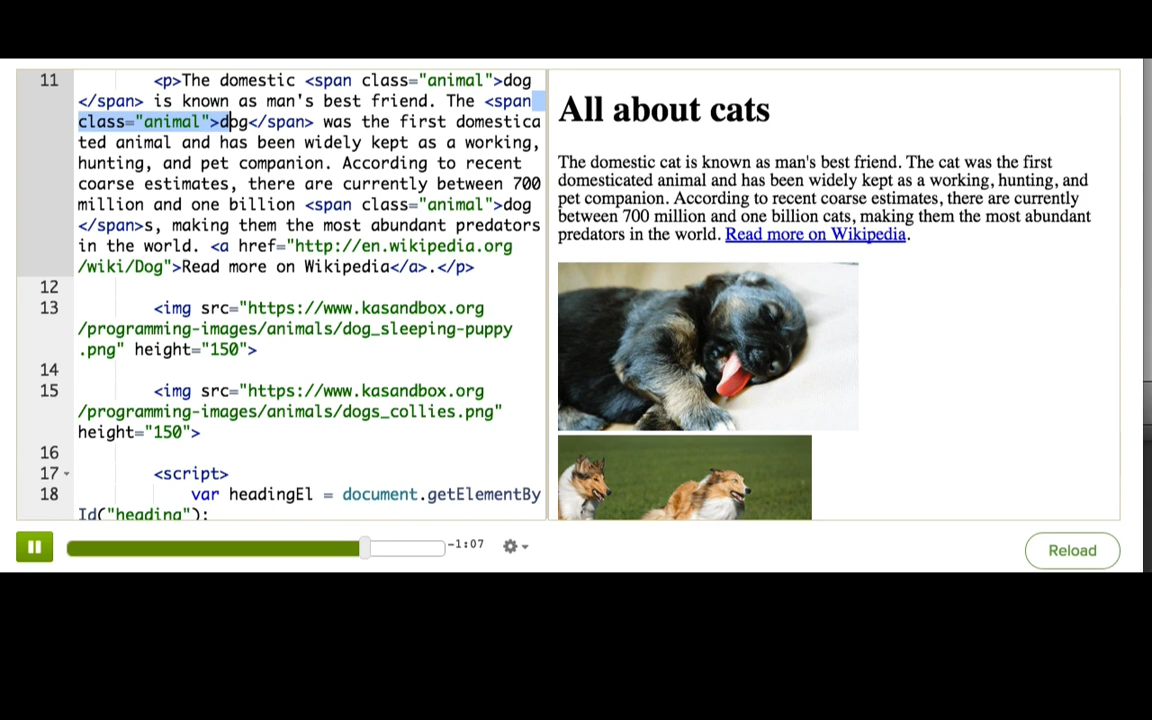 11 <p>The domestic <span class="animal">dog
</span> is known as man's best friend. The <span
class="animal">dog</span> was the first domestica
ted animal and has been widely kept as a working,
hunting, and pet companion. According to recent
coarse estimates, there are currently between 700
million and one billion <span class="animal">dog
</span>s, making them the most abundant predators
in the world. <a href="http://en.wikipedia.org
/wiki/Dog">Read more on Wikipedia</a>.</p>
12
13 <img src="https://www.kasandbox.org
/programming-images/animals/dog_sleeping-puppy
.png" height="150">
14
15 <img src="https://www.kasandbox.org
/programming-images/animals/dogs_collies.png"
height="150">
16
17 <script>
18 var headingEl = document.getElementBy
Id("heading");
All about cats
The domestic cat is known as man's best friend. The cat was the first
domesticated animal and has been widely kept as a working, hunting, and
pet companion. According to recent coarse estimates, there are currently
between 700 million and one billion cats, making them the most abundant
predators in the world. Read more on Wikipedia.
-1:07
Reload